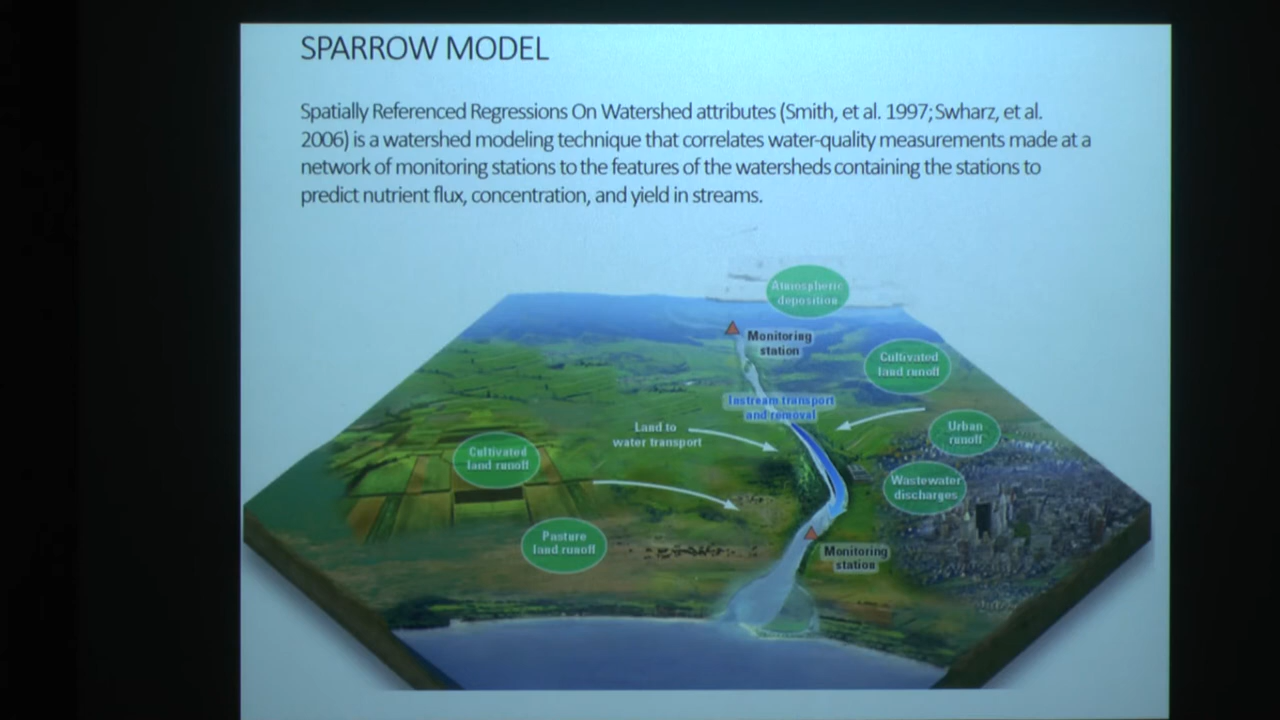 SPARROW MODEL
Spatially Referenced Regressions On Watershed attributes (Smith, et al. 1997; Swharz, et al.
2006) is a watershed modeling technique that correlates water-quality measurements made at a
network of monitoring stations to the features of the watersheds containing the stations to
predict nutrient flux, concentration, and yield in streams.
Atmospheric
deposition
Monitoring
station
Cultivated
land runoff
Instream transport
and removal
Land to
water transport
Urban
runoff
Cultivated
land runoff
Wastewater
discharges
Pasture
land runoff
Monitoring
station